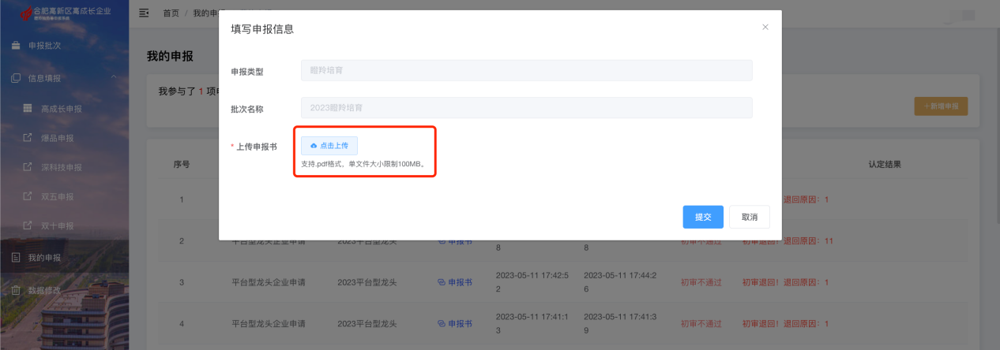 合肥高新区高成长企业
首页 / 我的申
填写申报信息
申报批次
我的申报
信息填报
申报类型
瞪羚培育
我参与了 1 项
批次名称
2023瞪羚培育
+新增申报
高成长申报
爆品申报
* 上传申报书
点击上传
支持.pdf格式，单文件大小限制100MB。
深科技申报
序号
认定结果
双五申报
1
退回原因：1
双十申报
提交
取消
2
平台型龙头企业申请
2023平台型龙头
申报书
8
8
初审不通过
初审退回！退回原因：11
我的申报
3
平台型龙头企业申请
2023平台型龙头
申报书
2023-05-11 17:42:5
2
2023-05-11 17:44:2
6
初审不通过
初审退回！退回原因：1
数据修改
4
平台型龙头企业申请
2023平台型龙头
申报书
2023-05-11 17:41:1
3
2023-05-11 17:41:3
9
初审不通过
初审退回！退回原因：1